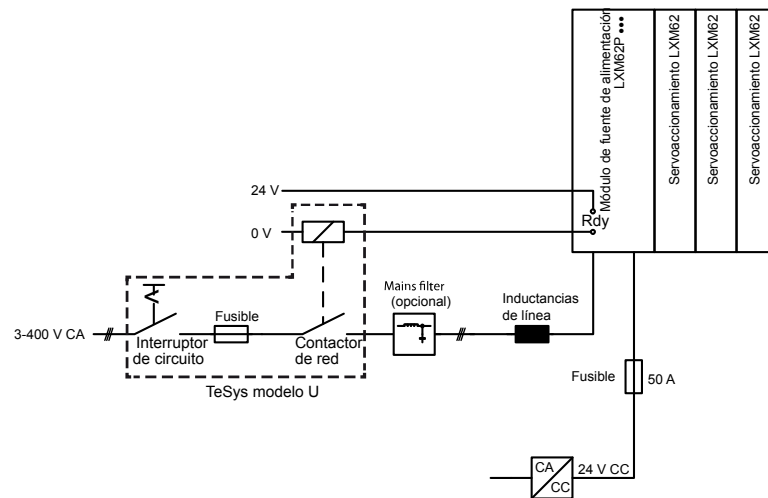 Módulo de fuente de alimentación
LXM62P •••
Servoaccionamiento LXM62
Servoaccionamiento LXM62
Servoaccionamiento LXM62
24 V
Rdy
0 V
Mains filter
(opcional)
Inductancias
de línea
Fusible
3-400 V CA
Interruptor
de circuito
Contactor
de red
TeSys modelo U
Fusible
50 A
CA
CC
24 V CC